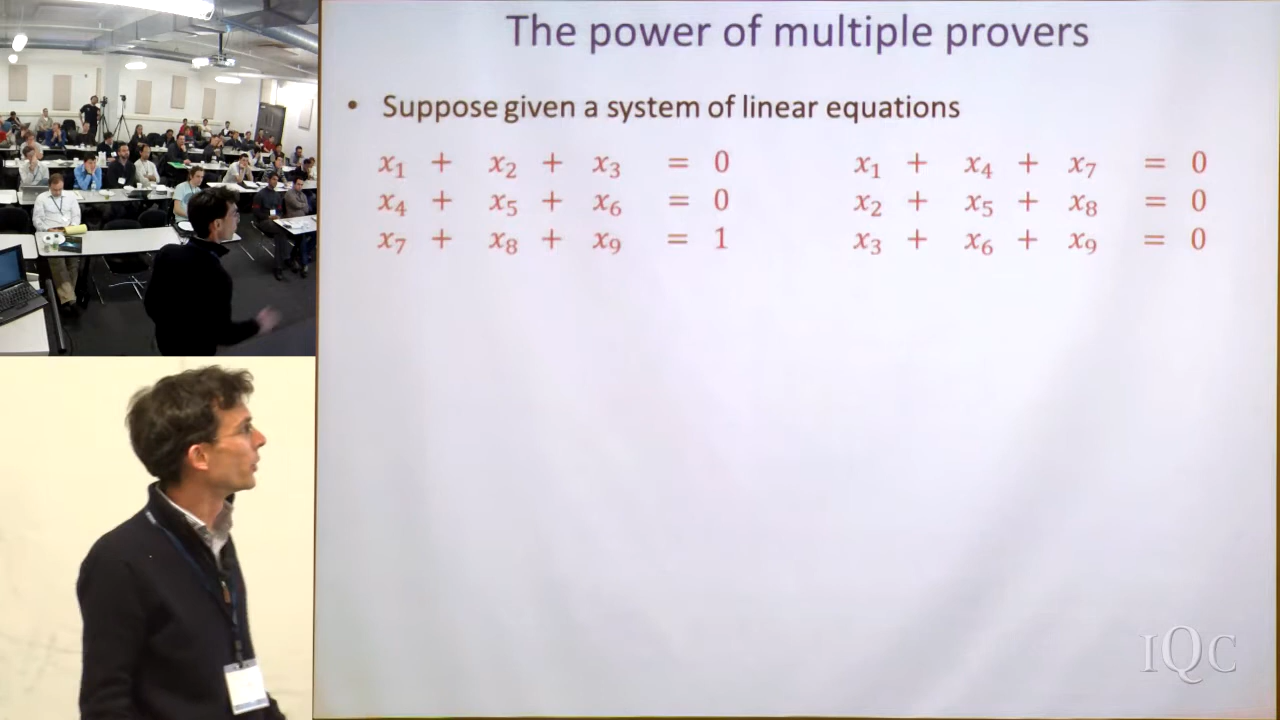 The power of multiple provers
• Suppose given a system of linear equations
x₁ + x₂ + x₃ = 0 x₁ + x₄ + x₇ = 0
x₄ + x₅ + x₆ = 0 x₂ + x₅ + x₈ = 0
x₇ + x₈ + x₉ = 1 x₃ + x₆ + x₉ = 0
IQC